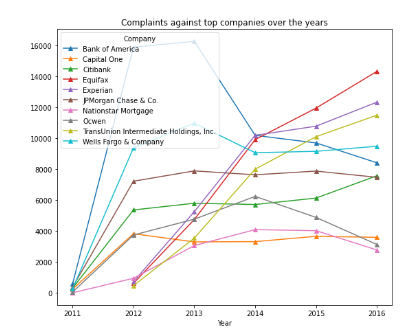 Complaints against top companies over the years
16000
14000
12000
10000
8000
6000
4000
2000
0
Company
Bank of America
Capital One
Citibank
Equifax
Experian
JPMorgan Chase & Co.
Nationstar Mortgage
Ocwen
TransUnion Intermediate Holdings, Inc.
Wells Fargo & Company
2011 2012 2013 2014 2015 2016
Year